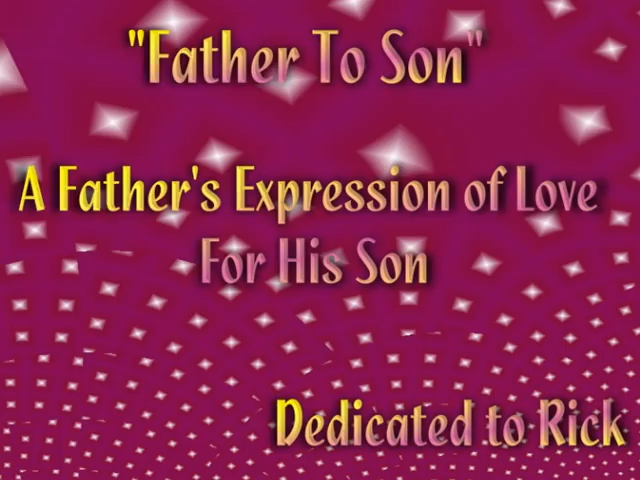 "Father To Son"
A Father's Expression of Love
For His Son
Dedicated to Rick